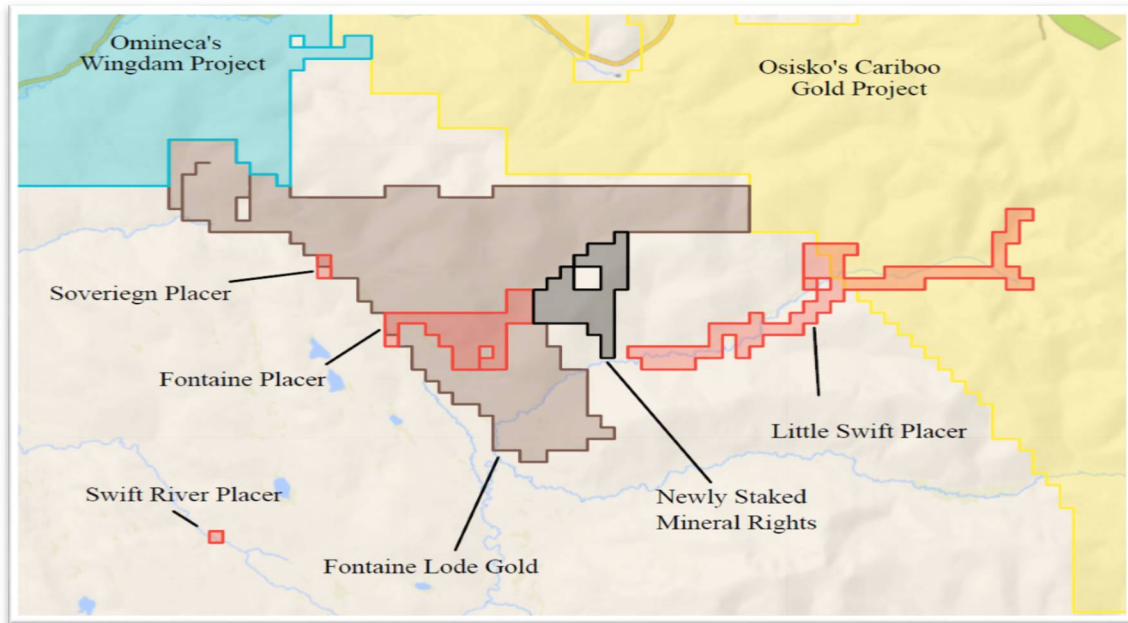 Omineca's
Wingdam Project
Osisko's Cariboo
Gold Project
Soveriegn Placer
Fontaine Placer
Little Swift Placer
Swift River Placer
Newly Staked
Mineral Rights
Fontaine Lode Gold